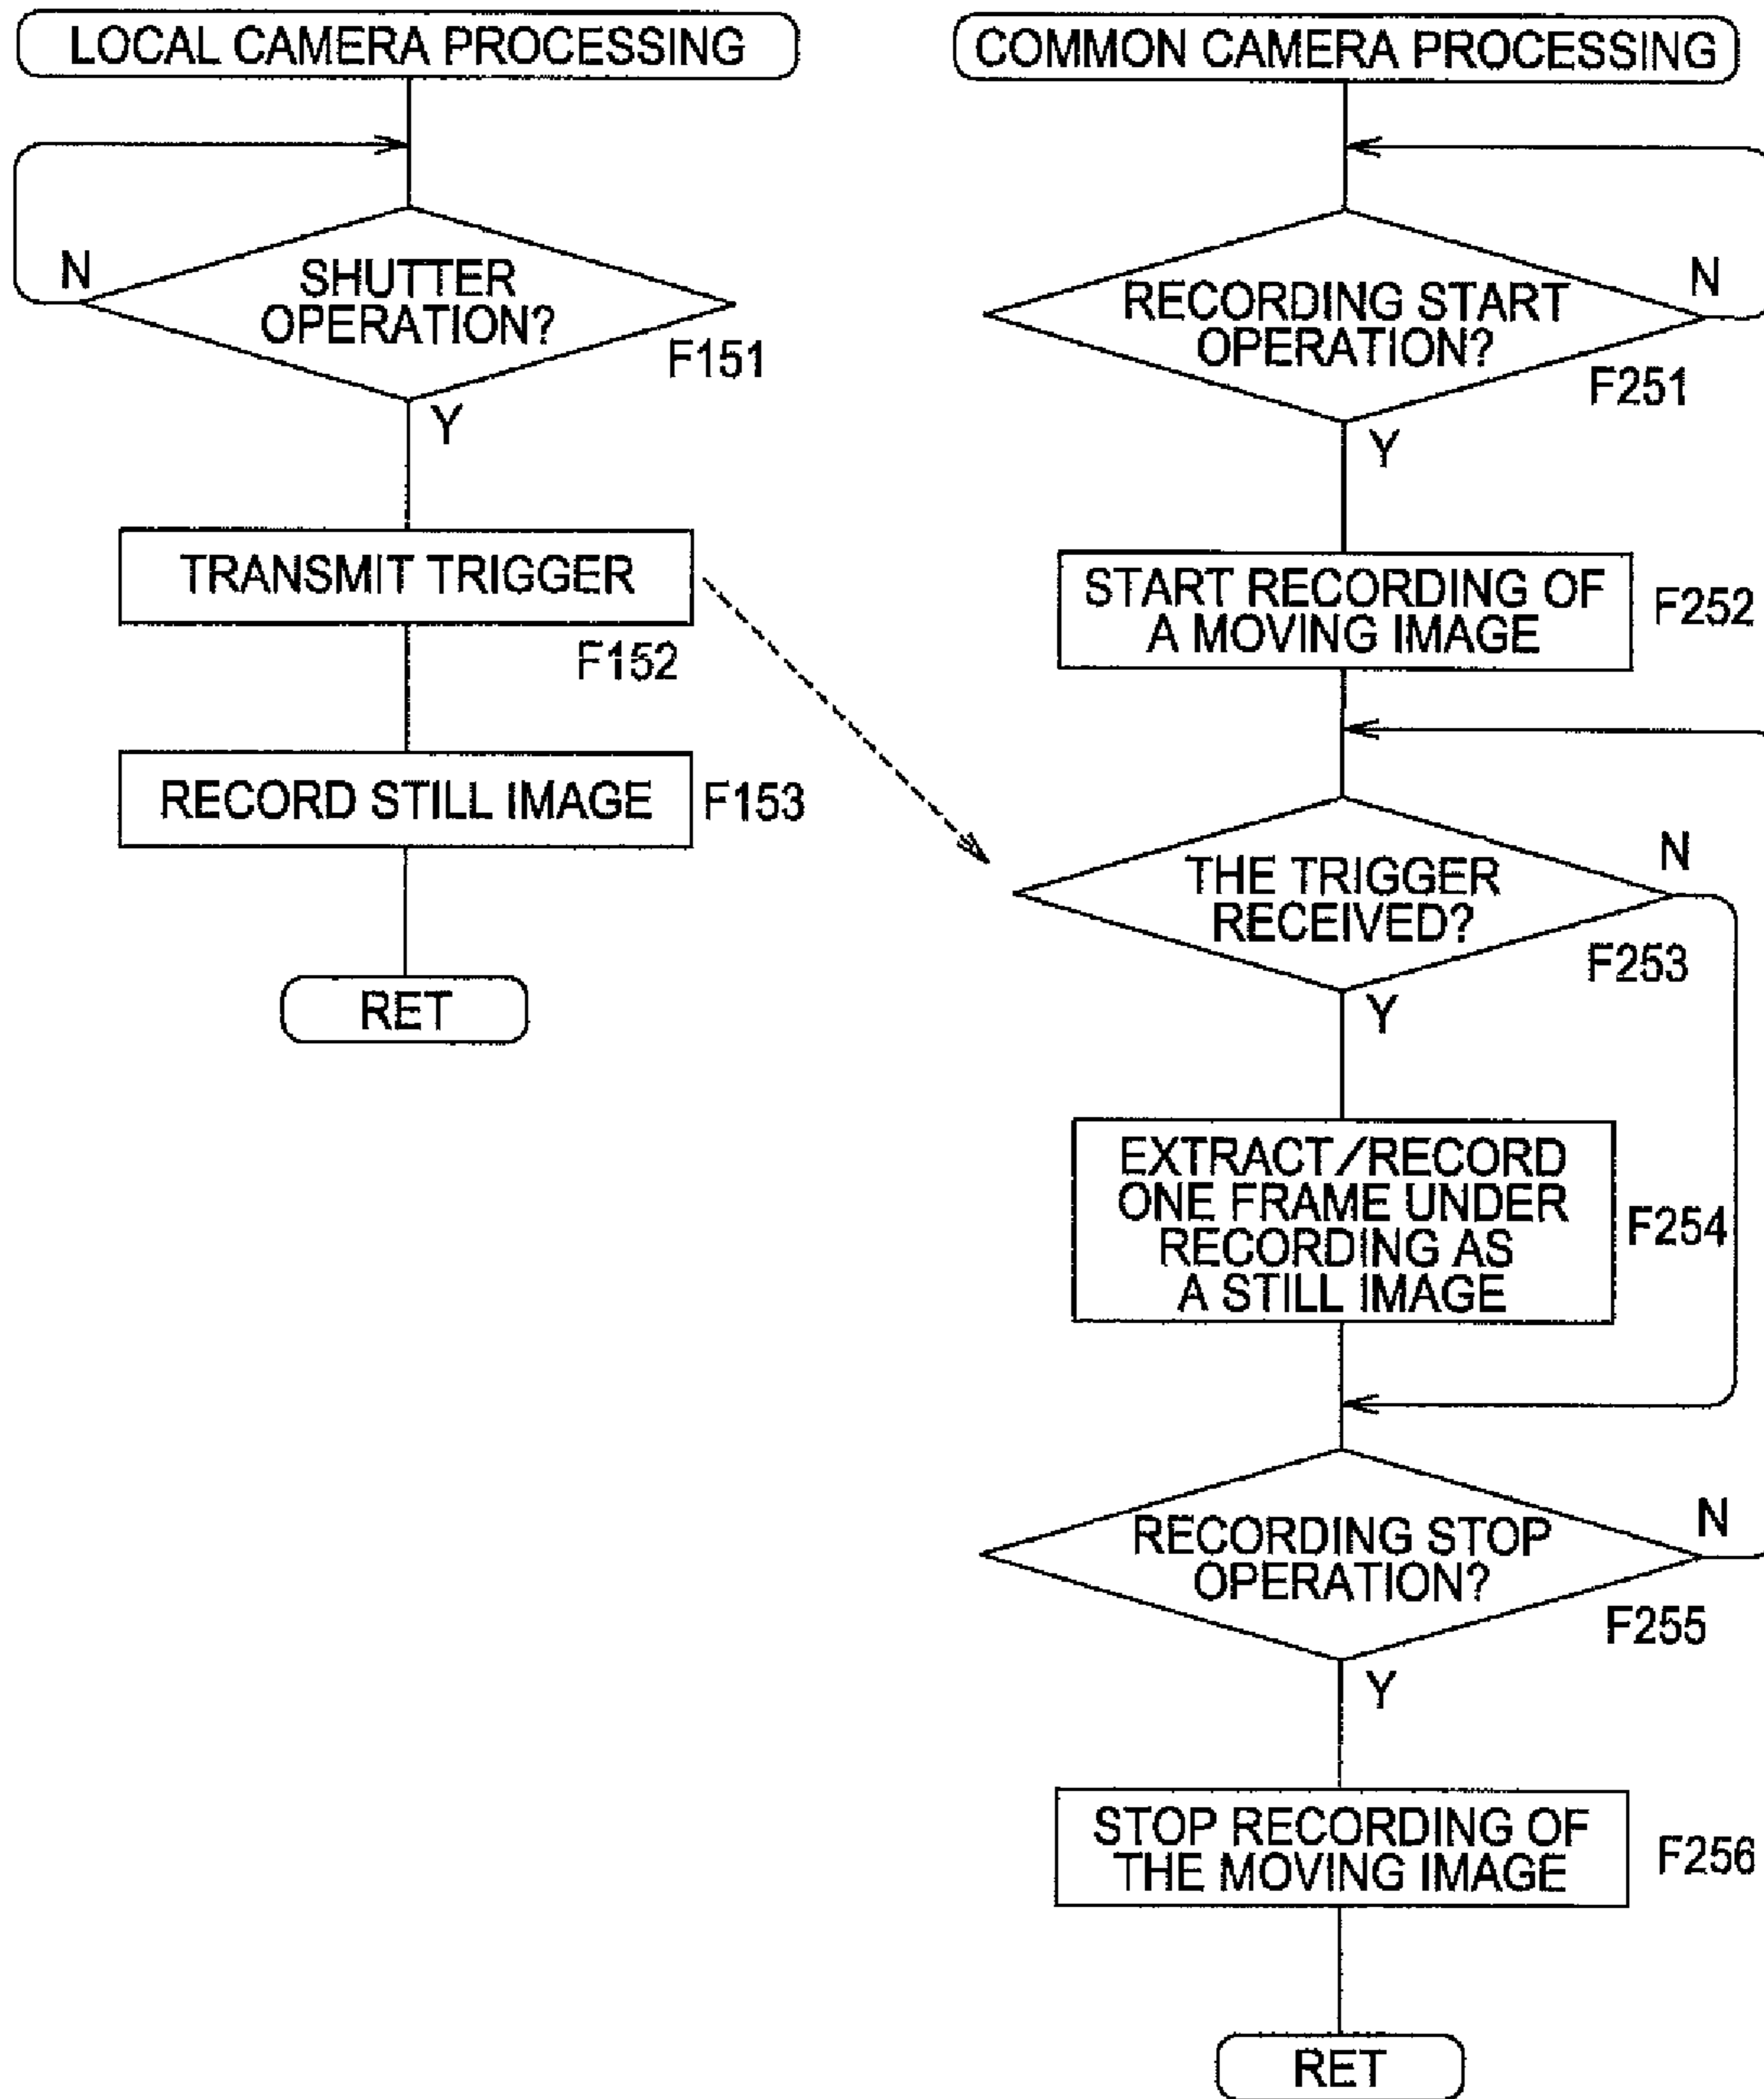 LOCAL CAMERA PROCESSING
N
SHUTTER
OPERATION?
F151
Y
TRANSMIT TRIGGER
F152
RECORD STILL IMAGE
F153
RET
COMMON CAMERA PROCESSING
N
RECORDING START
OPERATION?
F251
Y
START RECORDING OF
A MOVING IMAGE
F252
N
THE TRIGGER
RECEIVED?
F253
Y
EXTRACT/RECORD
ONE FRAME UNDER
RECORDING AS
A STILL IMAGE
F254
N
RECORDING STOP
OPERATION?
F255
Y
STOP RECORDING OF
THE MOVING IMAGE
F256
RET